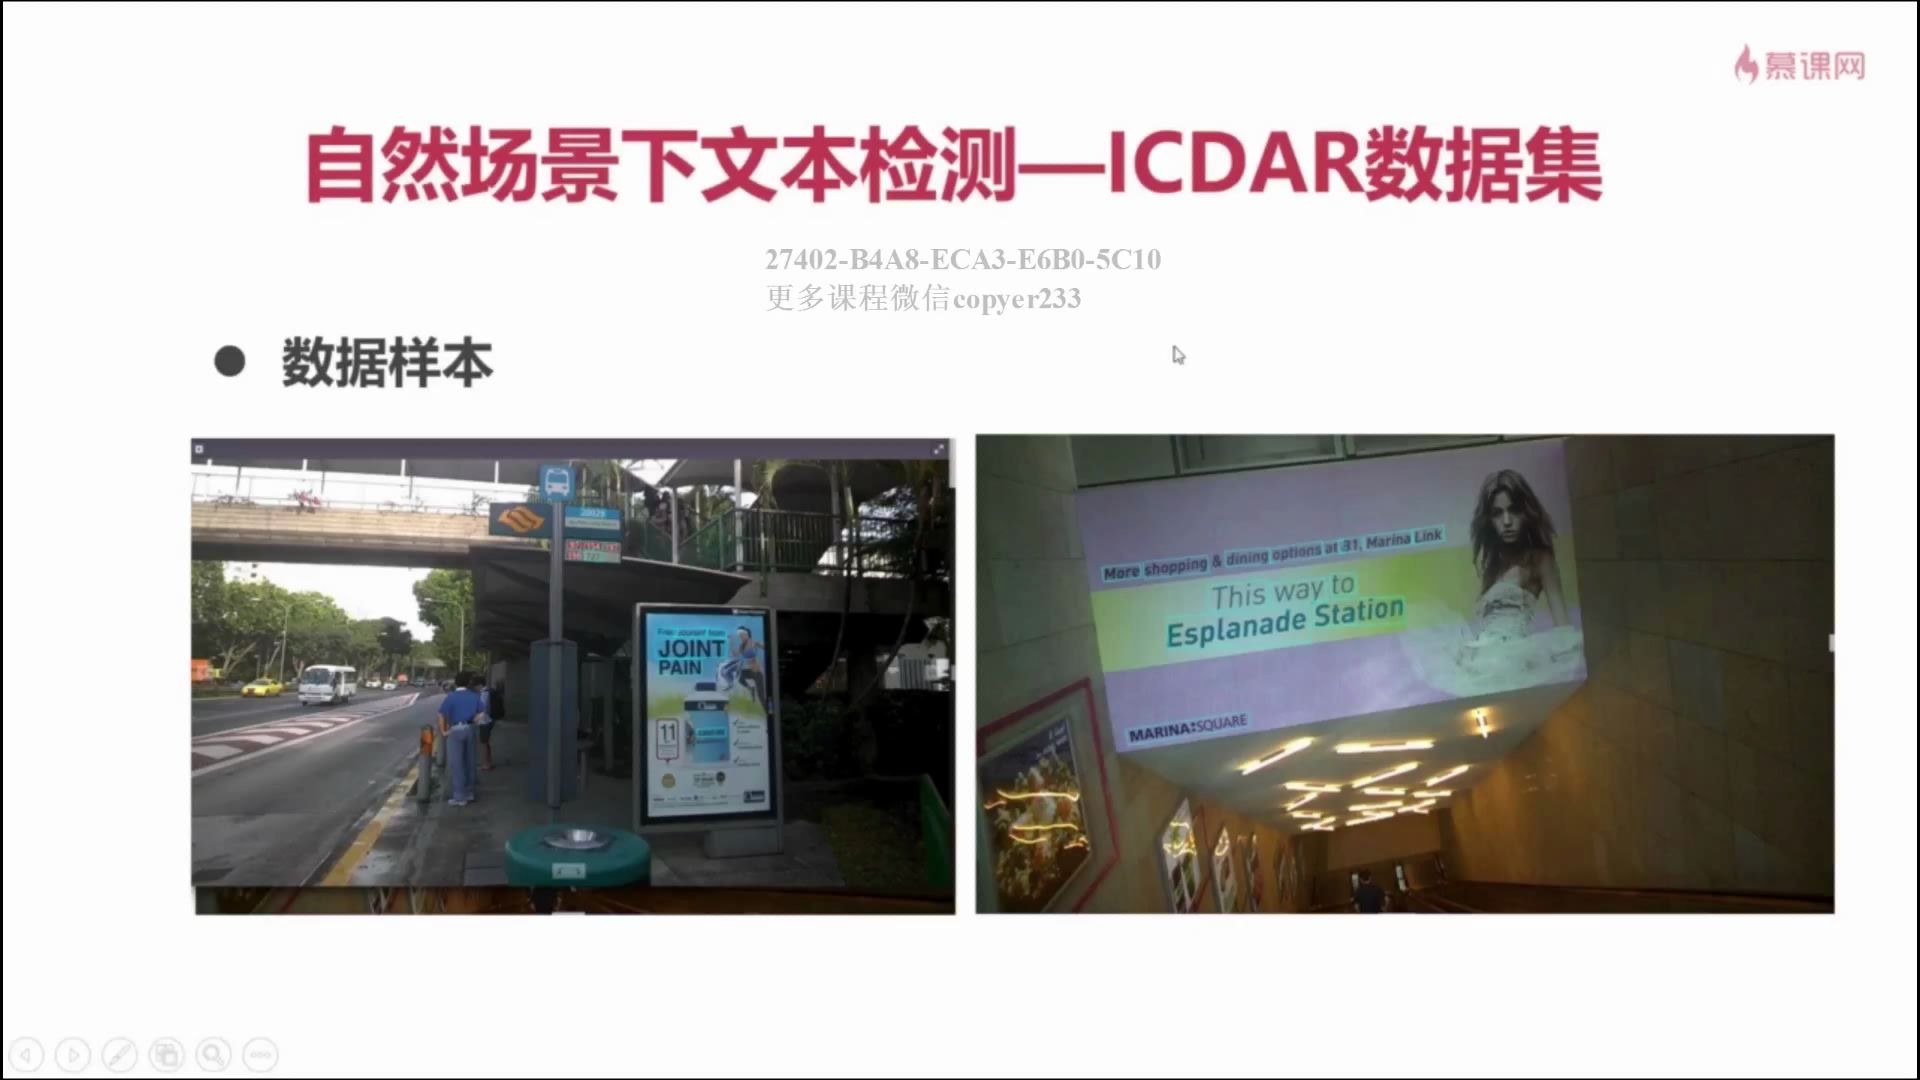 慕课网
自然场景下文本检测—ICDAR数据集
27402-B4A8-ECA3-E6B0-5C10
更多课程微信copyer233
数据样本
Free yourself from
JOINT
PAIN
11
More shopping & dining options at 31, Marina Link
This way to
Esplanade Station
MARINA:SQUARE